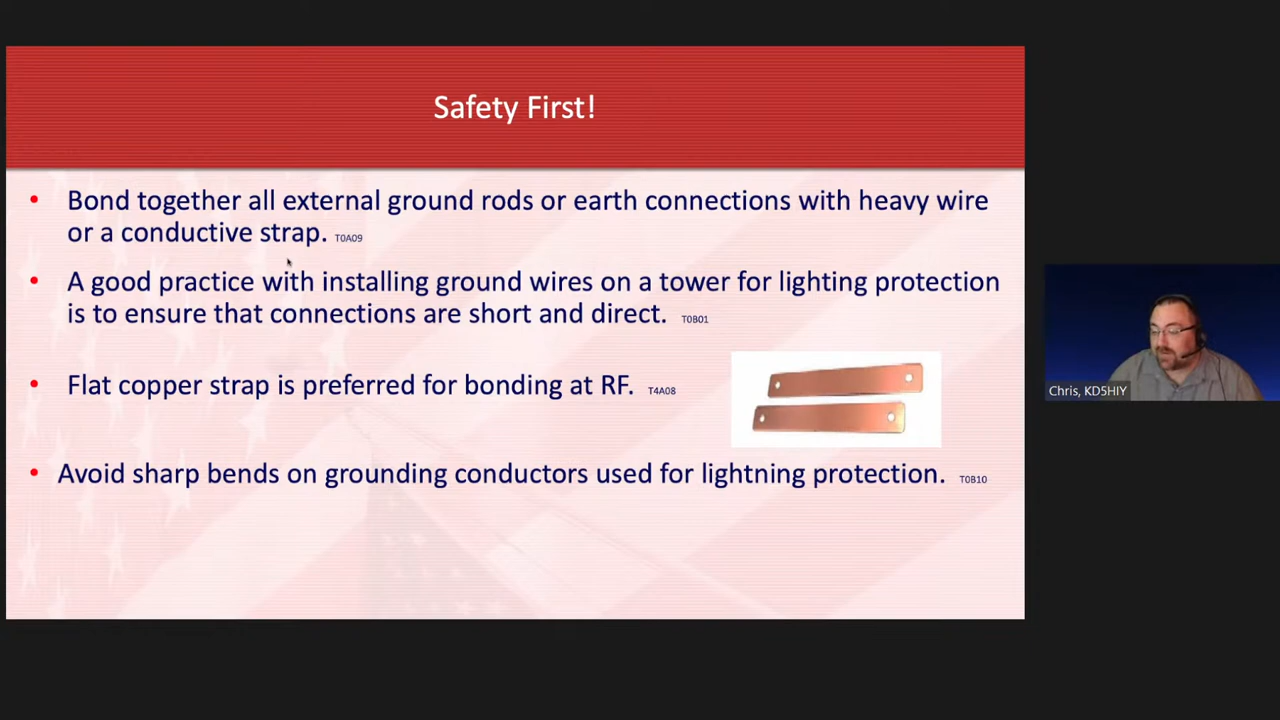 Safety First!
• Bond together all external ground rods or earth connections with heavy wire
or a conductive strap. T0A09
• A good practice with installing ground wires on a tower for lighting protection
is to ensure that connections are short and direct. T0B01
• Flat copper strap is preferred for bonding at RF. T4A08
• Avoid sharp bends on grounding conductors used for lightning protection. T0B10
Chris, KD5HIY